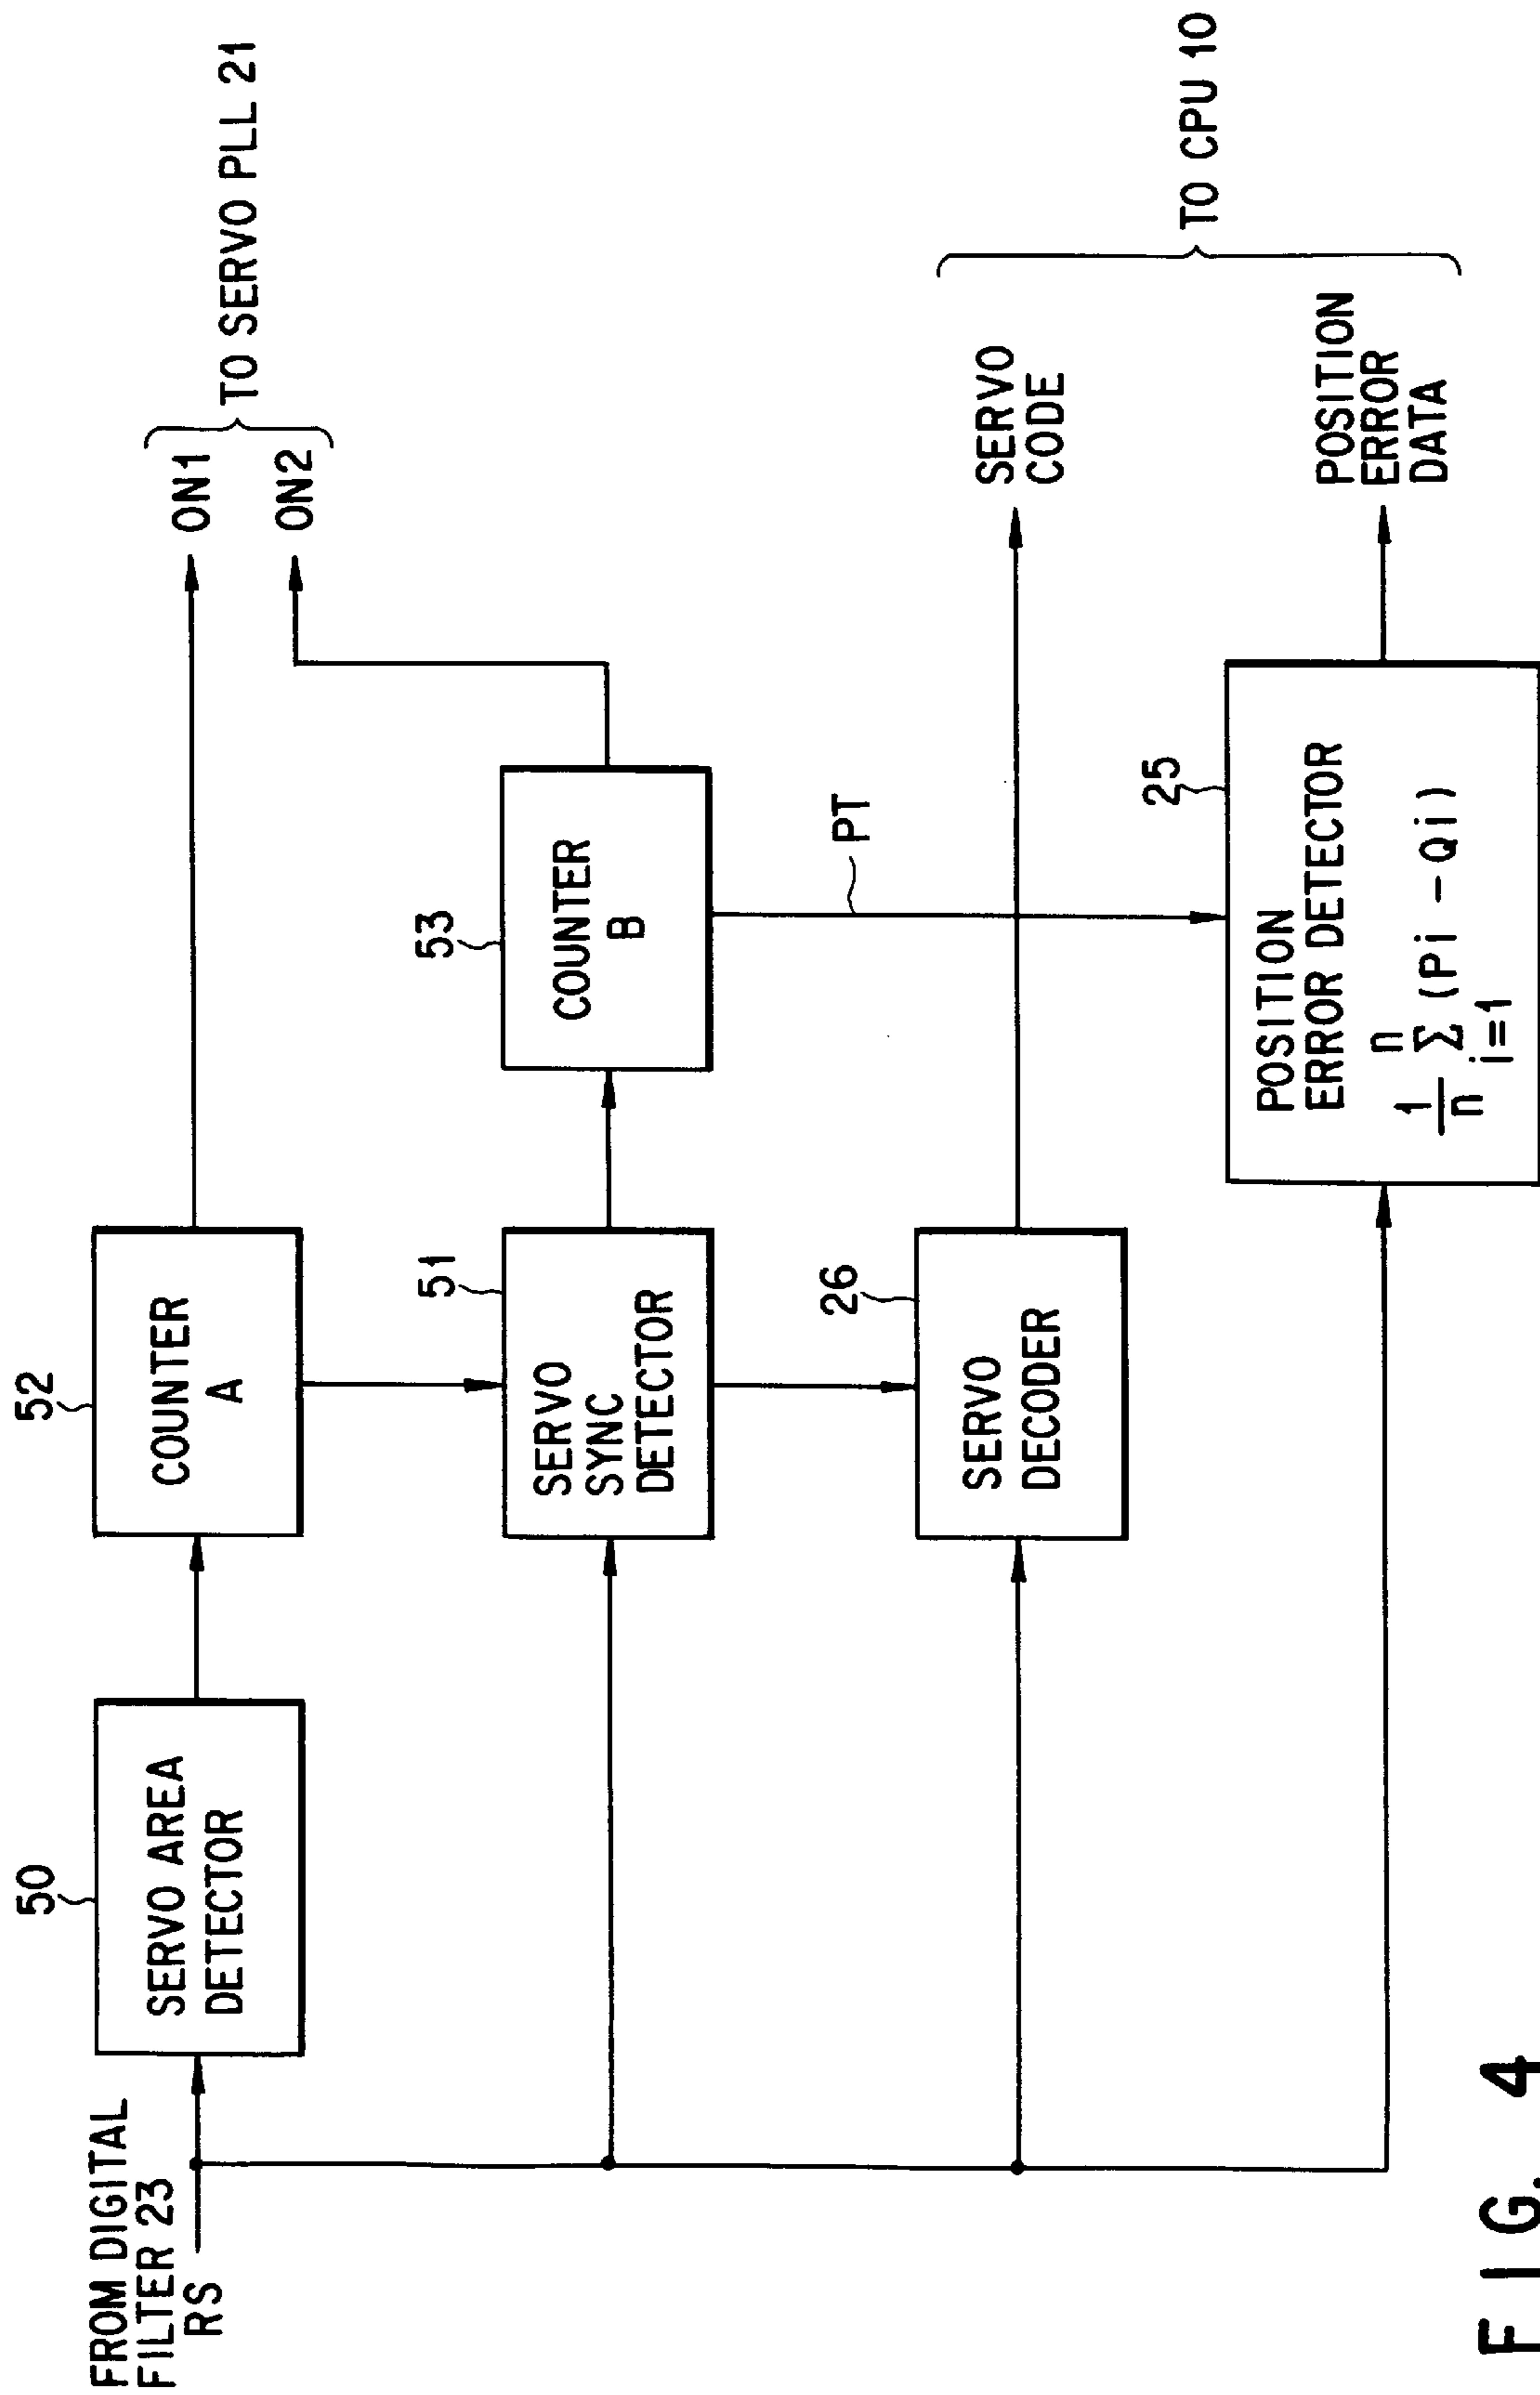 FROM DIGITAL
FILTER 23
RS
50
SERVO AREA
DETECTOR
52
COUNTER
A
ON1
ON2
TO SERVO PLL 21
51
SERVO
SYNC
DETECTOR
53
COUNTER
B
PT
26
SERVO
DECODER
SERVO
CODE
25
POSITION
ERROR DETECTOR
1/n n Σ i=1 (Pi - Qi)
POSITION
ERROR
DATA
TO CPU 10
FIG. 4